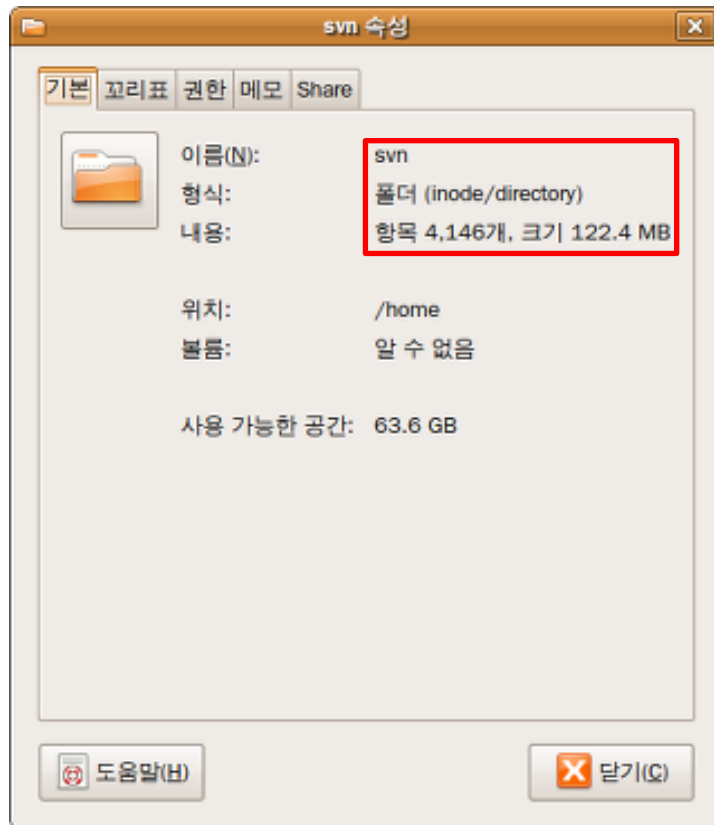 svn 속성
기본 꼬리표 권한 메모 Share
이름(N): svn
형식: 폴더 (inode/directory)
내용: 항목 4,146개, 크기 122.4 MB
위치: /home
볼륨: 알 수 없음
사용 가능한 공간: 63.6 GB
도움말(H) 닫기(C)